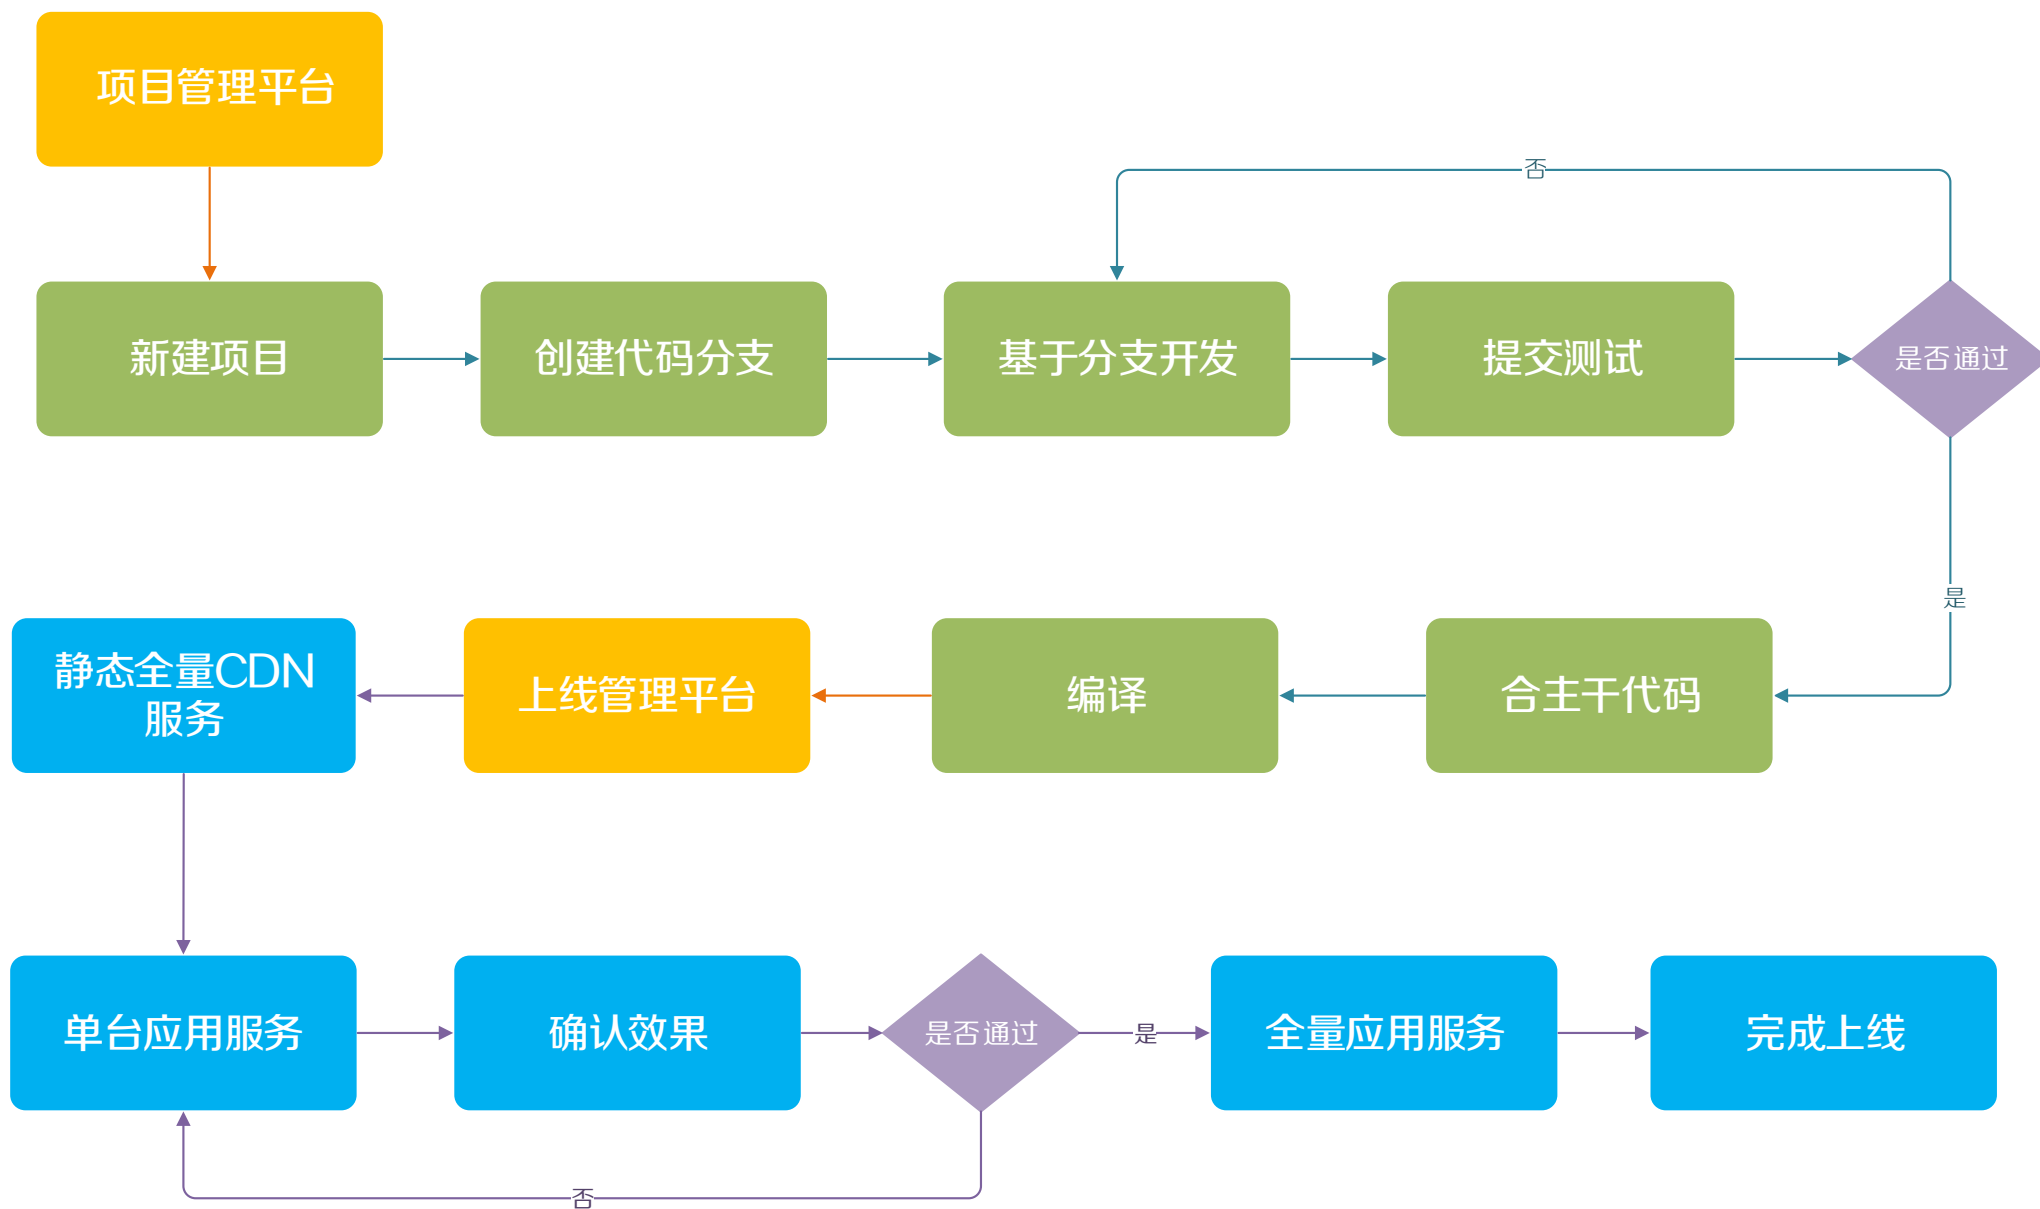 项目管理平台
否
新建项目
创建代码分支
基于分支开发
提交测试
是否通过
是
静态全量CDN
服务
上线管理平台
编译
合主干代码
单台应用服务
确认效果
是否通过
是
全量应用服务
完成上线
否